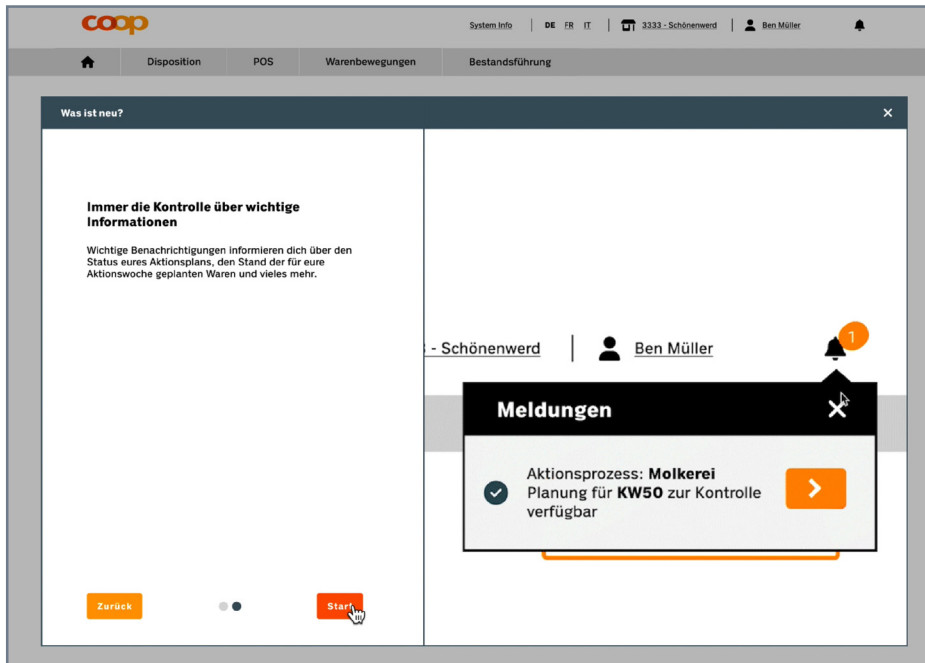 coop
System Info DE FR IT 3333 - Schönenwerd Ben Müller
Disposition POS Warenbewegungen Bestandsführung
Was ist neu?
Immer die Kontrolle über wichtige
Informationen
Wichtige Benachrichtigungen informieren dich über den
Status eures Aktionsplans, den Stand der für eure
Aktionswoche geplanten Waren und vieles mehr.
Zurück
Start
- Schönenwerd Ben Müller
1
Meldungen
Aktionsprozess: Molkerei
Planung für KW50 zur Kontrolle
verfügbar